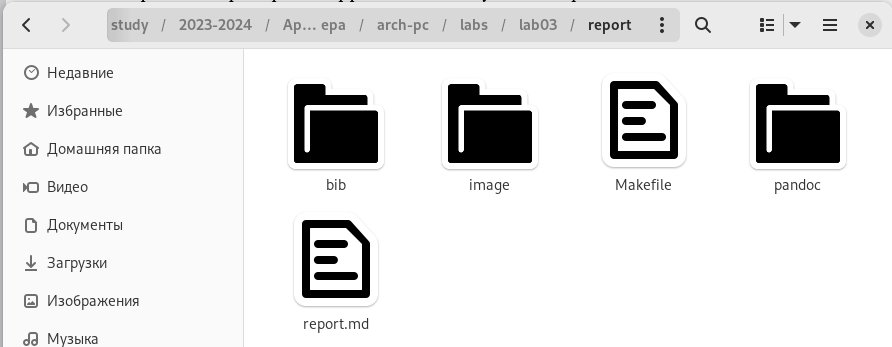 study / 2023-2024 / Ар... ера / arch-pc / labs / lab03 / report
Недавние
Избранные
Домашняя папка
Видео
Документы
Загрузки
Изображения
Музыка
bib
image
Makefile
pandoc
report.md